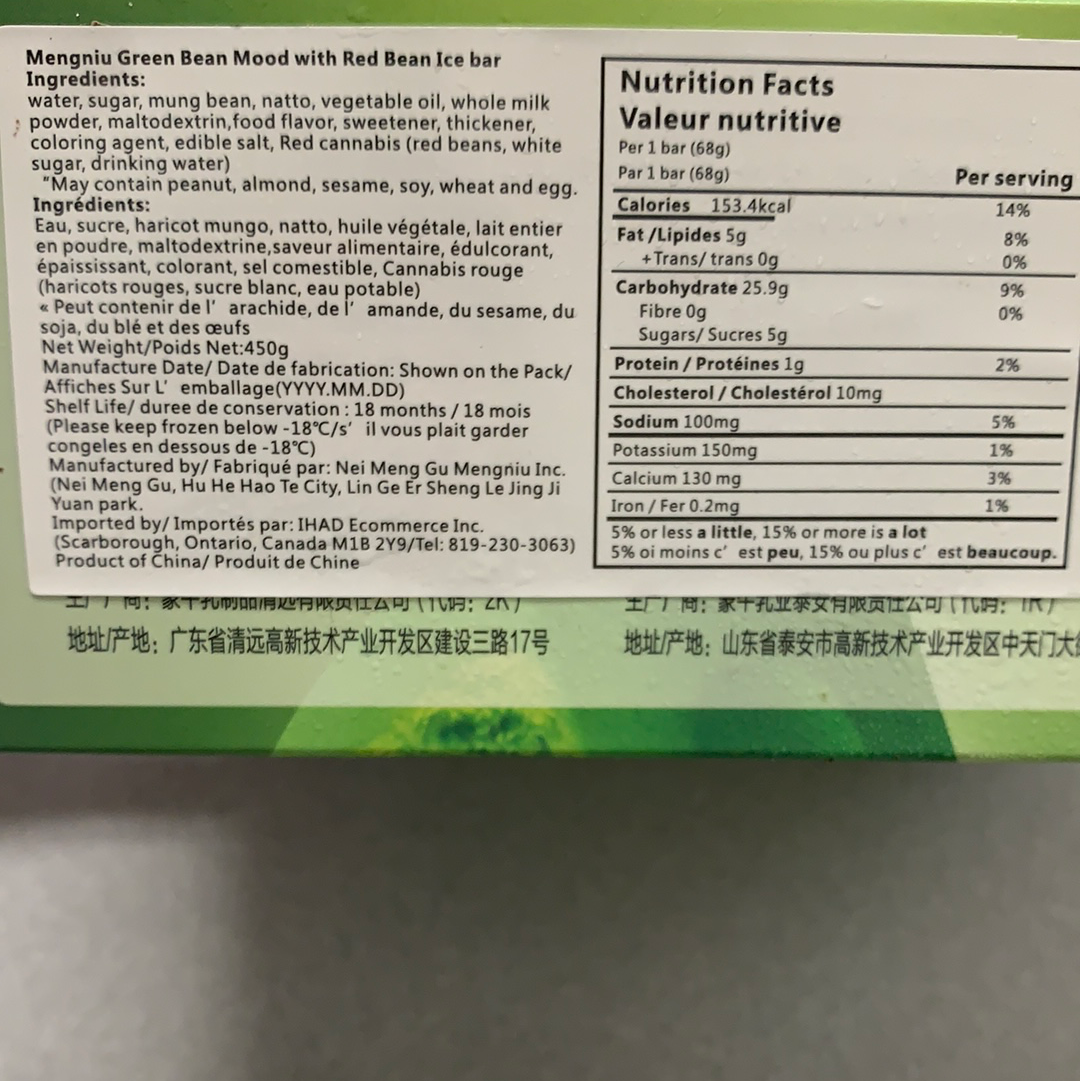 Mengniu Green Bean Mood with Red Bean Ice bar
Ingredients:
water, sugar, mung bean, natto, vegetable oil, whole milk
powder, maltodextrin,food flavor, sweetener, thickener,
coloring agent, edible salt, Red cannabis (red beans, white
sugar, drinking water)
"May contain peanut, almond, sesame, soy, wheat and egg.
Ingrédients:
Eau, sucre, haricot mungo, natto, huile végétale, lait entier
en poudre, maltodextrine,saveur alimentaire, édulcorant,
épaississant, colorant, sel comestible, Cannabis rouge
(haricots rouges, sucre blanc, eau potable)
« Peut contenir de l' arachide, de l' amande, du sesame, du
soja, du blé et des œufs
Net Weight/Poids Net:450g
Manufacture Date/ Date de fabrication: Shown on the Pack/
Affiches Sur L' emballage(YYYY.MM.DD)
Shelf Life/ duree de conservation : 18 months / 18 mois
(Please keep frozen below -18℃/s' il vous plait garder
congeles en dessous de -18℃)
Manufactured by/ Fabriqué par: Nei Meng Gu Mengniu Inc.
(Nei Meng Gu, Hu He Hao Te City, Lin Ge Er Sheng Le Jing Ji
Yuan park.
Imported by/ Importés par: IHAD Ecommerce Inc.
(Scarborough, Ontario, Canada M1B 2Y9/Tel: 819-230-3063)
Product of China/ Produit de Chine
Nutrition Facts
Valeur nutritive
Per 1 bar (68g)
Par 1 bar (68g) Per serving
Calories 153.4kcal 14%
Fat /Lipides 5g 8%
+Trans/ trans 0g 0%
Carbohydrate 25.9g 9%
Fibre 0g 0%
Sugars/ Sucres 5g
Protein / Protéines 1g 2%
Cholesterol / Cholestérol 10mg
Sodium 100mg 5%
Potassium 150mg 1%
Calcium 130 mg 3%
Iron / Fer 0.2mg 1%
5% or less a little, 15% or more is a lot
5% oi moins c' est peu, 15% ou plus c' est beaucoup.
地址/产地：广东省清远高新技术产业开发区建设三路17号
地址/产地：山东省泰安市高新技术产业开发区中天门大